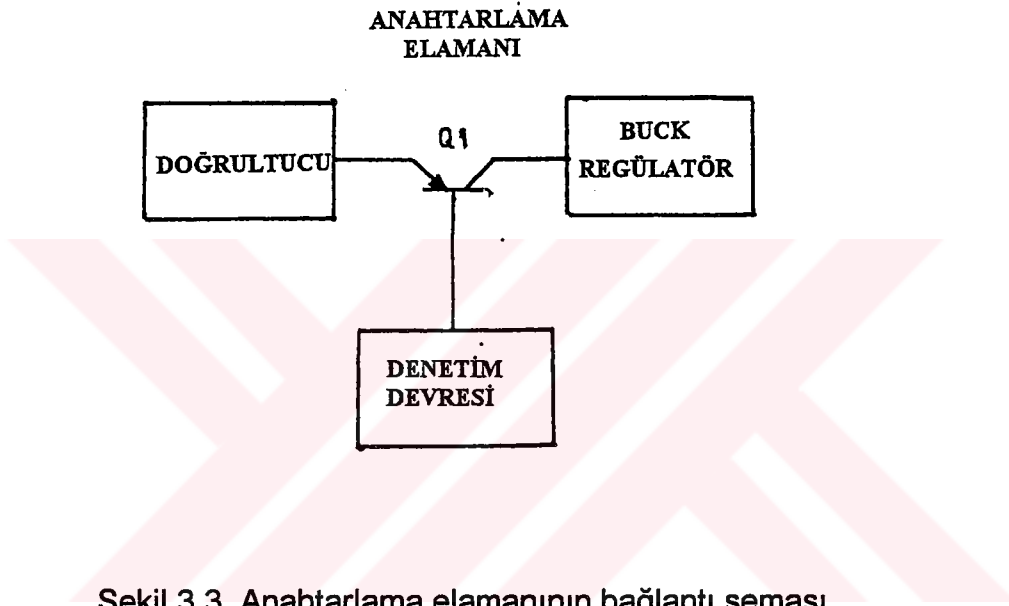 ANAHTARLAMA
ELAMANI
DOĞRULTUCU
Q1
BUCK
REGÜLATÖR
DENETİM
DEVRESİ
Şekil 3.3. Anahtarlama elamanının bağlantı şeması